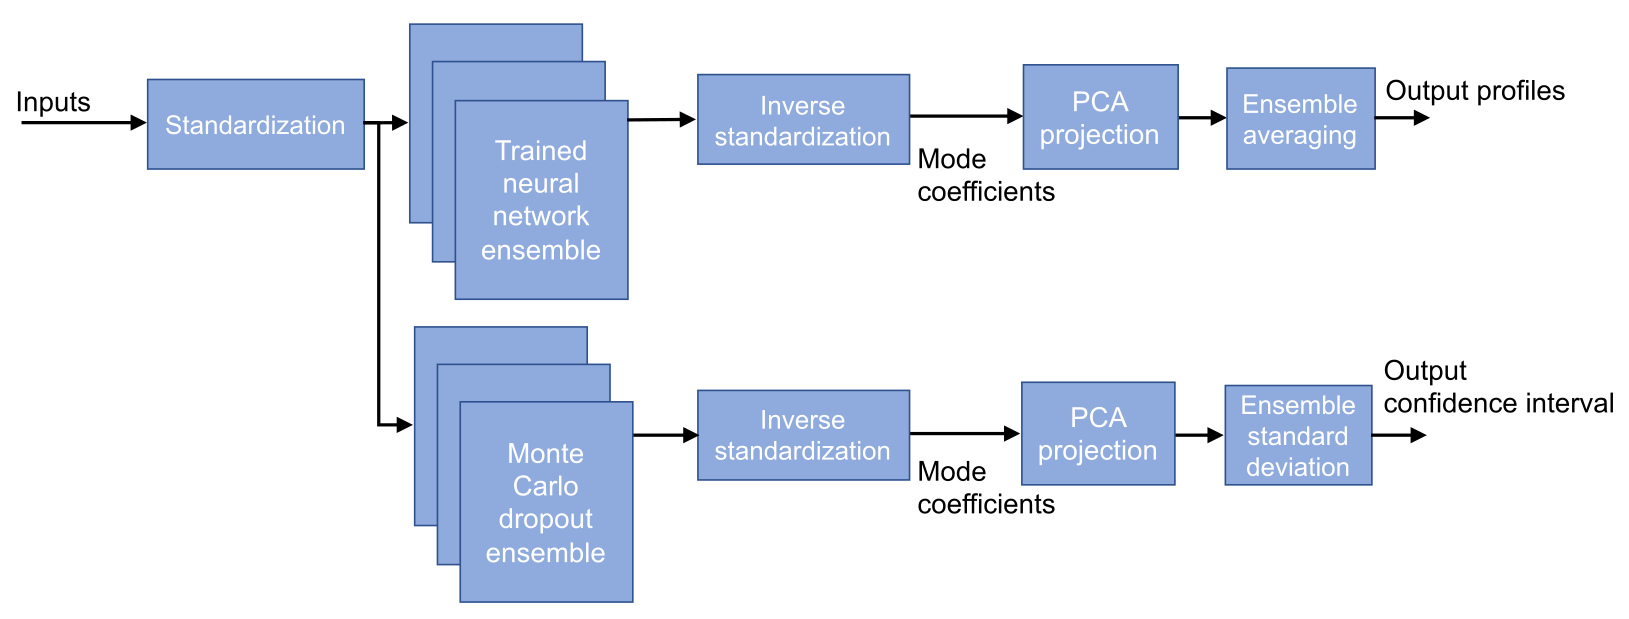 Inputs
Standardization
Trained
neural
network
ensemble
Inverse
standardization
Mode
coefficients
PCA
projection
Ensemble
averaging
Output profiles
Monte
Carlo
dropout
ensemble
Inverse
standardization
Mode
coefficients
PCA
projection
Ensemble
standard
deviation
Output
confidence interval